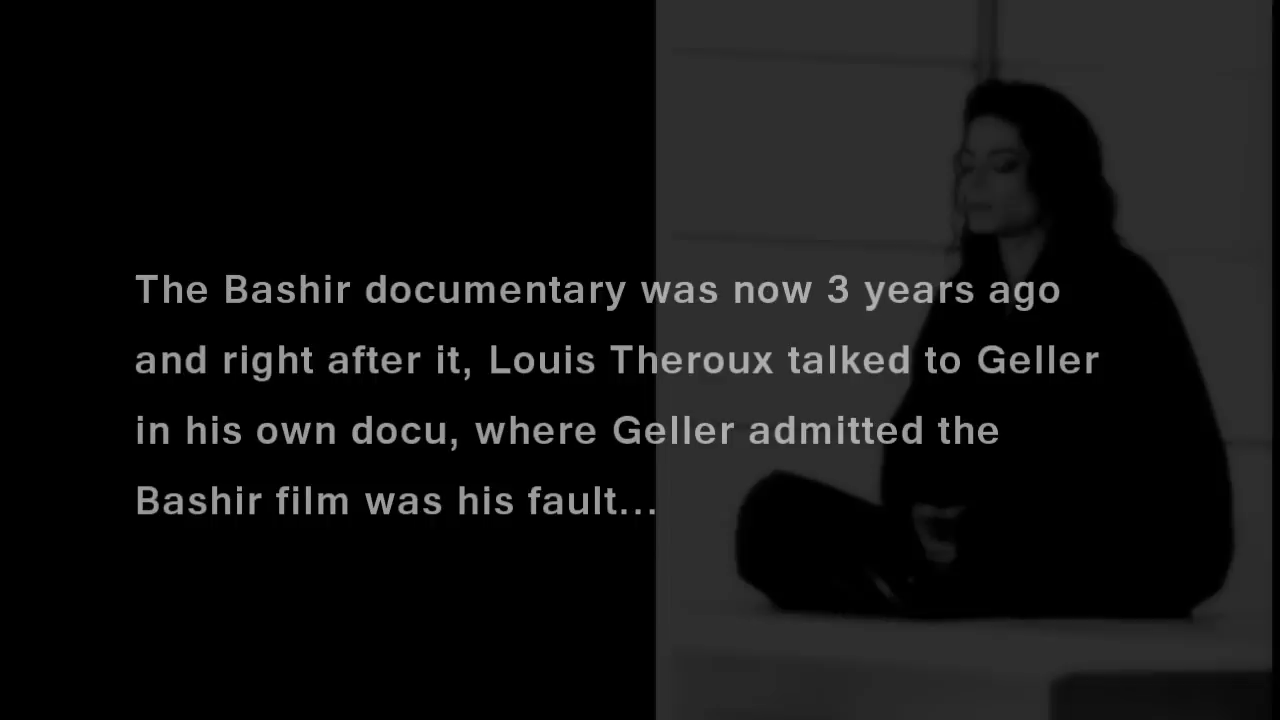 The Bashir documentary was now 3 years ago
and right after it, Louis Theroux talked to Geller
in his own docu, where Geller admitted the
Bashir film was his fault...